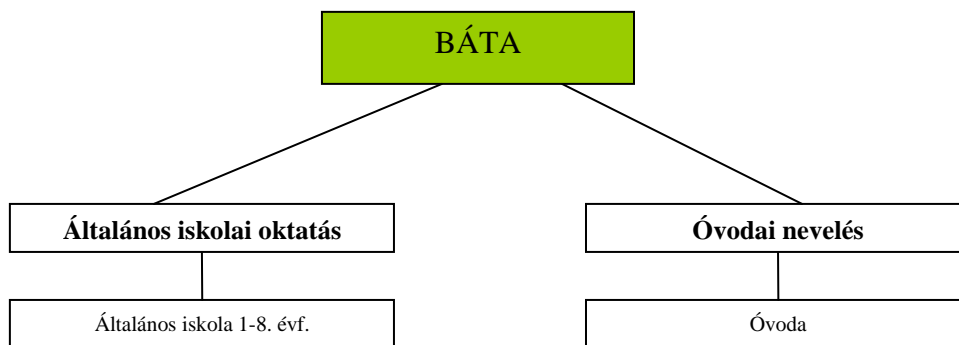 BÁTA
Általános iskolai oktatás
Óvodai nevelés
Általános iskola 1-8. évf.
Óvoda